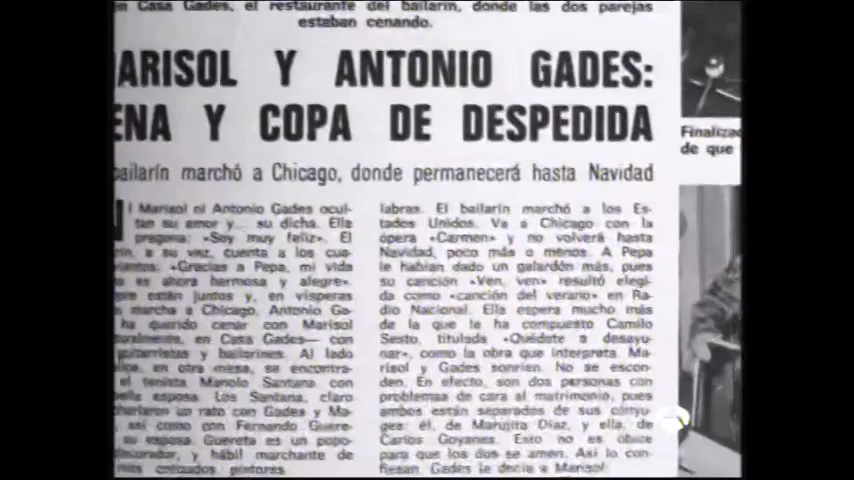 en Casa Gades, el restaurante del bailarín, donde las dos parejas
estaban cenando.
MARISOL Y ANTONIO GADES:
ENA Y COPA DE DESPEDIDA
bailarín marchó a Chicago, donde permanecerá hasta Navidad
NI Marisol ni Antonio Gades ocul-
tan su amor y... su dicha. Ella
pregona: «Soy muy feliz». El
a su vez, cuenta a los cua-
«Gracias a Pepa, mi vida
es ahora hermosa y alegre».
están juntos y, en vísperas
marcha a Chicago, Antonio Ga-
ha querido cenar con Marisol
en Casa Gades— con
guitarristas y bailarines. Al lado
en otra mesa, se encontra-
el tenista Manolo Santana con
bella esposa. Los Santana, claro
charlaron un rato con Gades y Ma-
así como con Fernando Guere-
su esposa. Guereta es un popu-
decorador, y hábil marchante de
más cotizados pintores
labras. El bailarín marchó a los Es-
tados Unidos. Va a Chicago con la
ópera «Carmen» y no volverá hasta
Navidad, poco más o menos. A Pepa
le habían dado un galardón más, pues
su canción «Ven, ven» resultó elegi-
da como «canción del verano» en Ra-
dio Nacional. Ella espera mucho más
de la que le ha compuesto Camilo
Sesto, titulada «Quédate a desayu-
nar», como la obra que interpreta. Ma-
risol y Gades sonríen. No se escon-
den. En efecto, son dos personas con
problemas de cara al matrimonio, pues
ambos están separados de sus cónyu-
ges: él, de Marujita Díaz, y ella, de
Carlos Goyanes. Esto no es óbice
para que los dos se amen. Así lo con-
fiesan. Gades le decía a Marisol:
Finalizad
de que